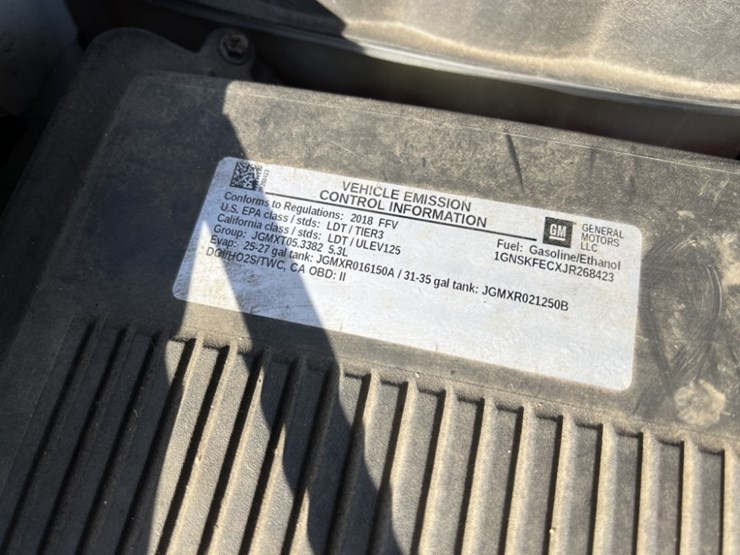 VEHICLE EMISSION
CONTROL INFORMATION
GM
GENERAL
MOTORS
LLC
Conforms to Regulations: 2018 FFV
Fuel: Gasoline/Ethanol
U.S. EPA class / stds: LDT / TIER3
1GNSKFECXJR268423
California class / stds: LDT / ULEV125
Group: JGMXT05.3382 5.3L
Evap: 25-27 gal tank: JGMXR016150A / 31-35 gal tank: JGMXR021250B
DGI/HO2S/TWC, CA OBD: II